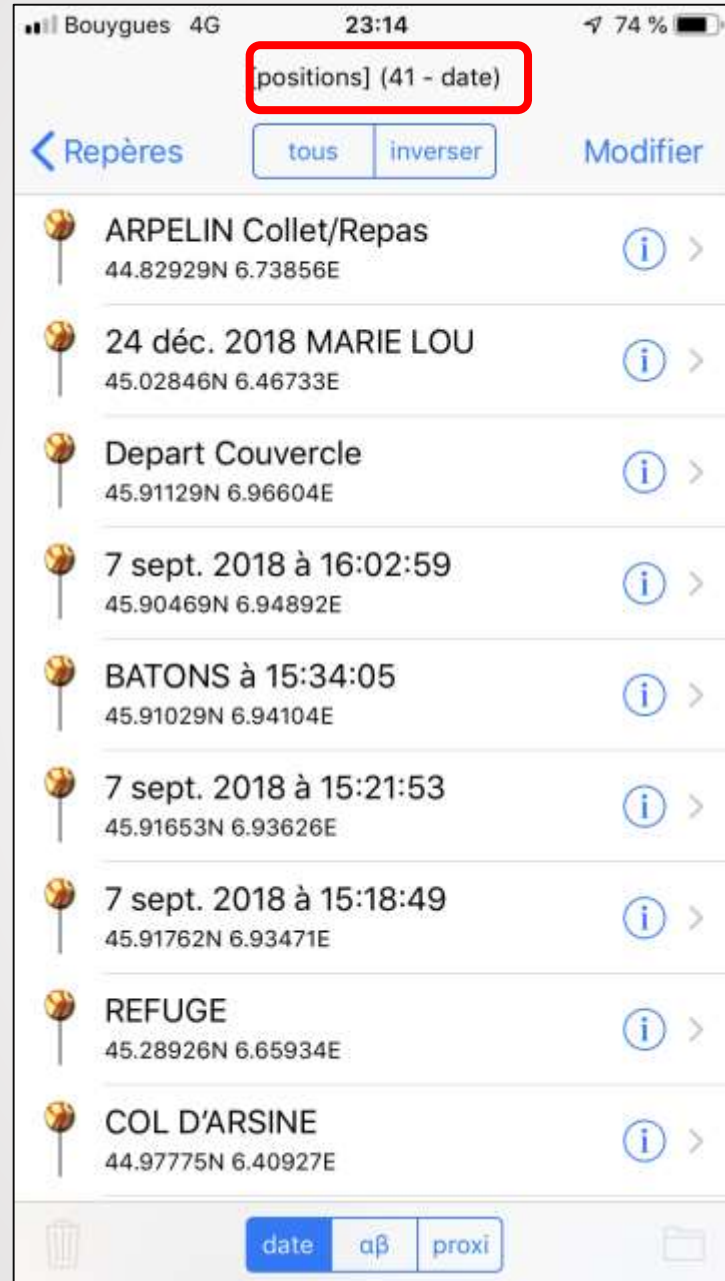 Bouygues 4G 23:14 74 %
[positions] (41 - date)
Repères tous inverser Modifier
ARPELIN Collet/Repas
44.82929N 6.73856E
24 déc. 2018 MARIE LOU
45.02846N 6.46733E
Depart Couvercle
45.91129N 6.96604E
7 sept. 2018 à 16:02:59
45.90469N 6.94892E
BATONS à 15:34:05
45.91029N 6.94104E
7 sept. 2018 à 15:21:53
45.91653N 6.93626E
7 sept. 2018 à 15:18:49
45.91762N 6.93471E
REFUGE
45.28926N 6.65934E
COL D'ARSINE
44.97775N 6.40927E
date αβ proxi